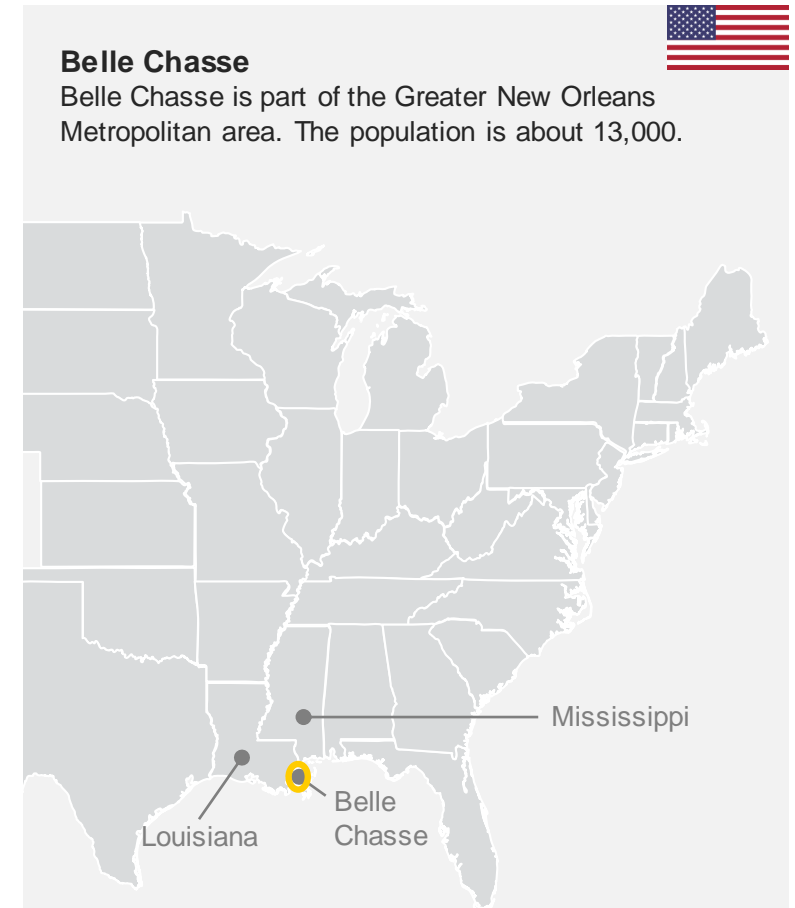 Belle Chasse
Belle Chasse is part of the Greater New Orleans
Metropolitan area. The population is about 13,000.
Mississippi
Belle
Chasse
Louisiana